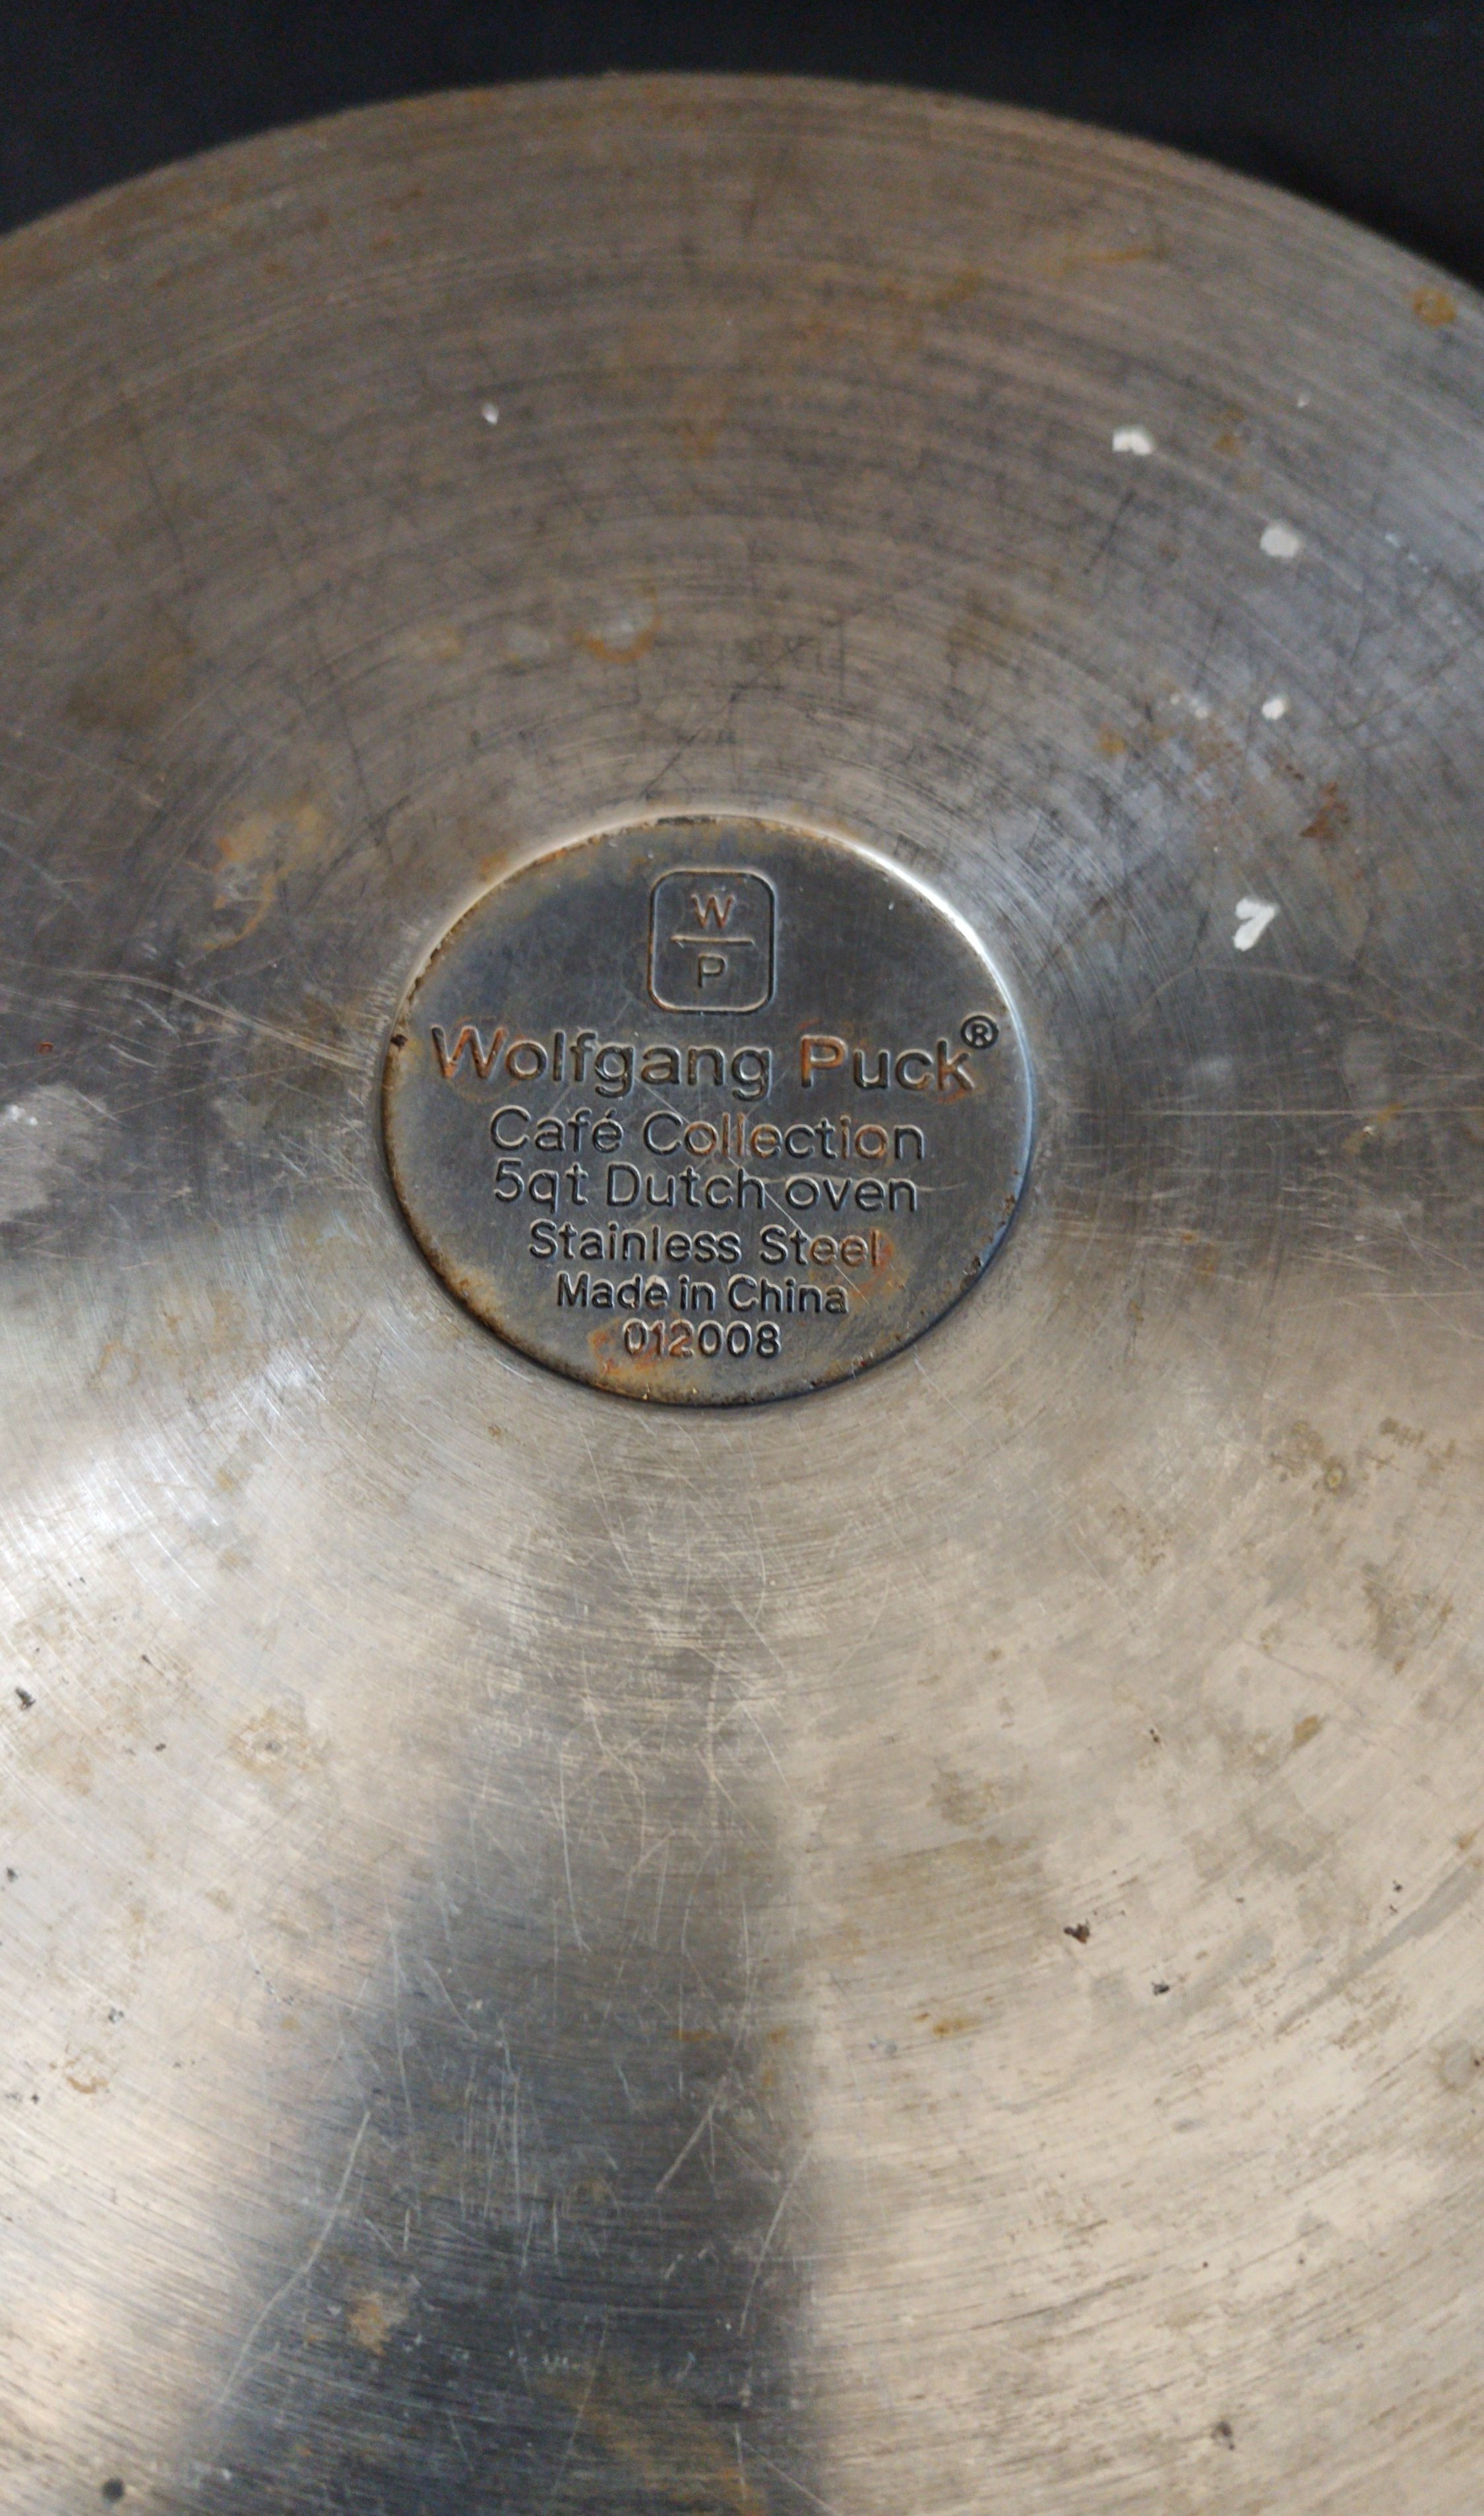 W
P
Wolfgang Puck®
Café Collection
5qt Dutch oven
Stainless Steel
Made in China
012008